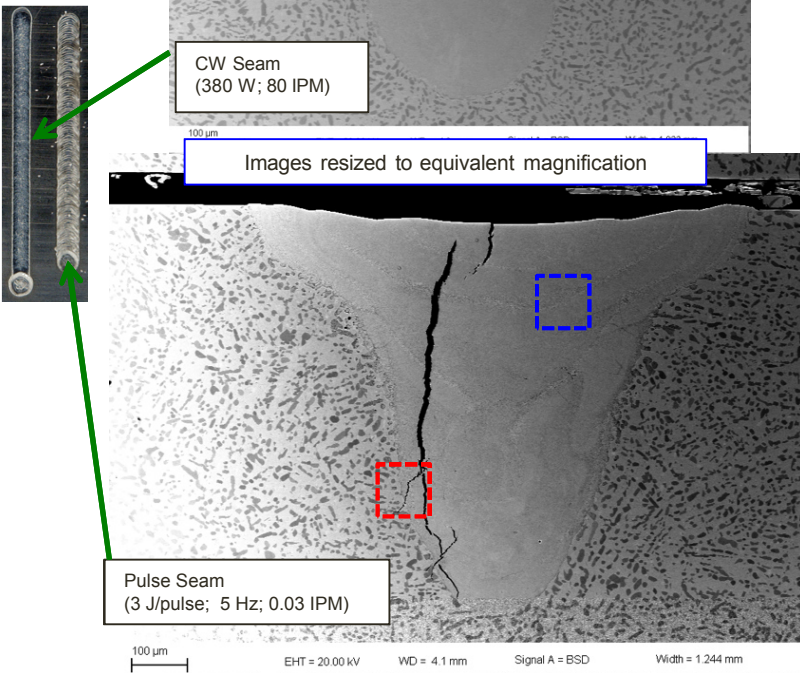 CW Seam
(380 W; 80 IPM)
100 µm
Images resized to equivalent magnification
Pulse Seam
(3 J/pulse; 5 Hz; 0.03 IPM)
100 µm
EHT = 20.00 kV WD = 4.1 mm Signal A = BSD Width = 1.244 mm